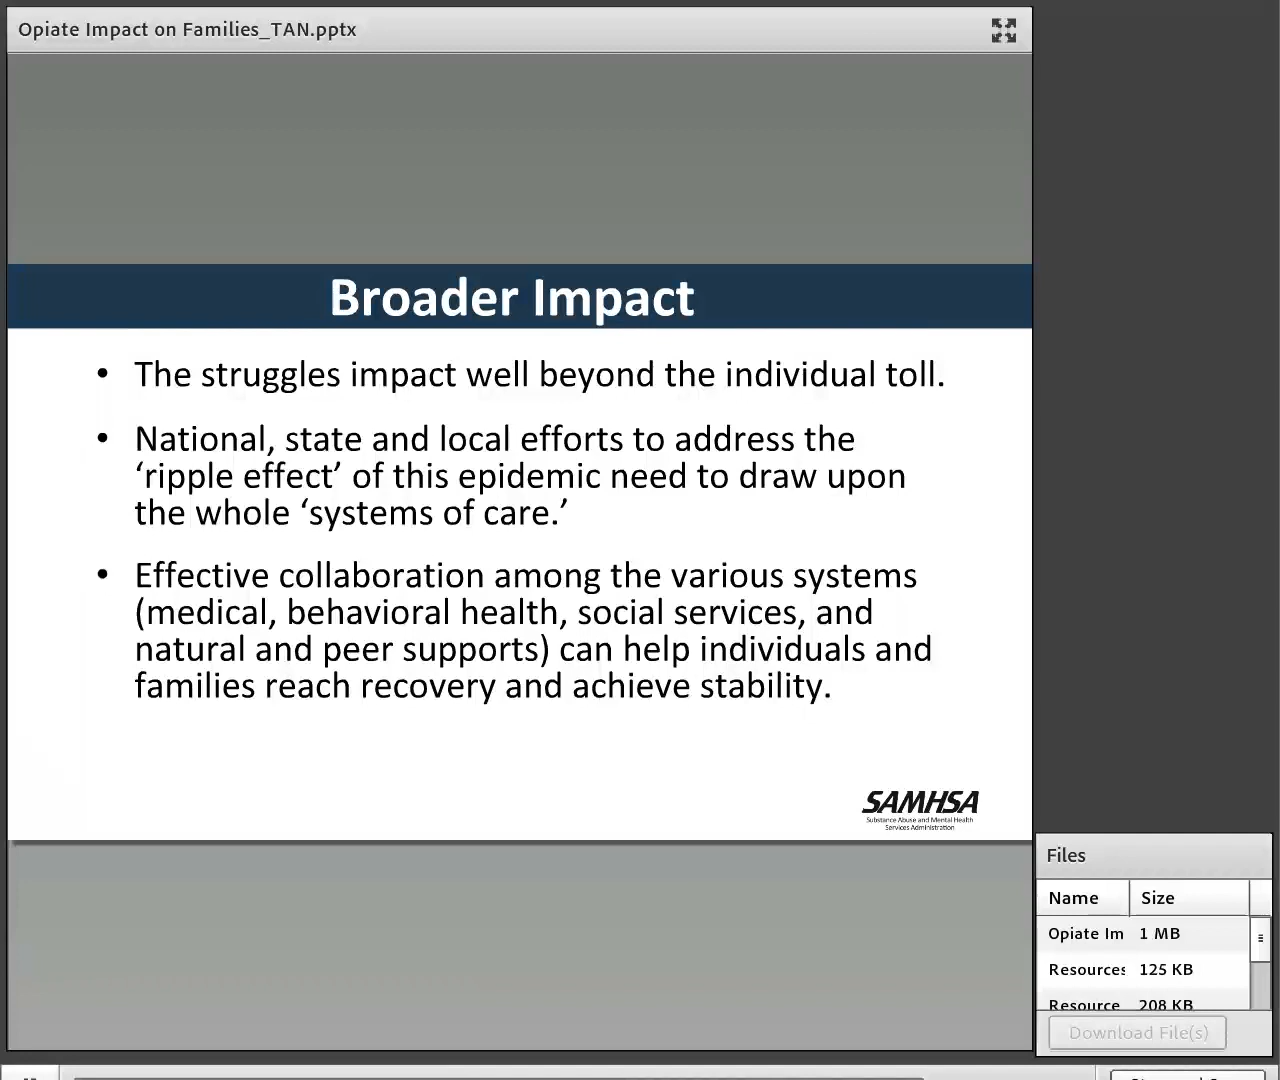 Opiate Impact on Families_TAN.pptx
Broader Impact
• The struggles impact well beyond the individual toll.
• National, state and local efforts to address the
‘ripple effect’ of this epidemic need to draw upon
the whole ‘systems of care.’
• Effective collaboration among the various systems
(medical, behavioral health, social services, and
natural and peer supports) can help individuals and
families reach recovery and achieve stability.
SAMHSA
Substance Abuse and Mental Health
Services Administration
Files
Name Size
Opiate Im 1 MB
Resources 125 KB
Resource 208 KB
Download File(s)